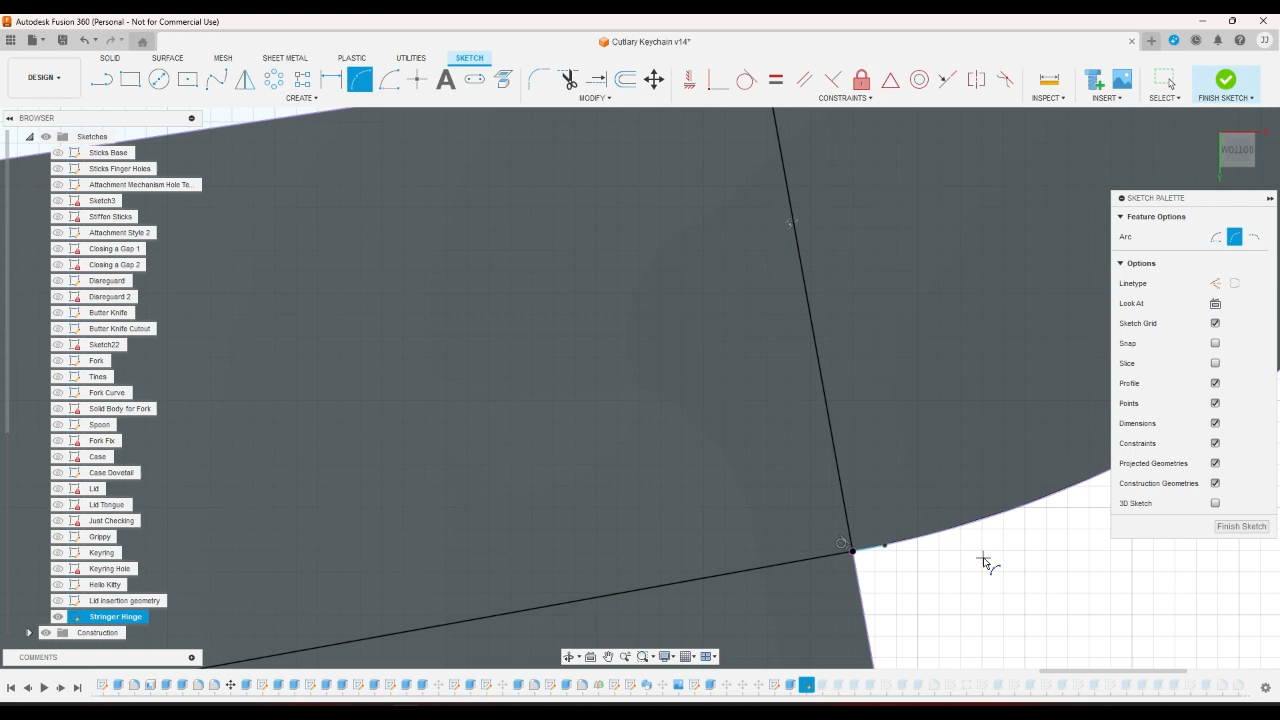 Autodesk Fusion 360 (Personal - Not for Commercial Use)
Cutlary Keychain v14*
JJ
SOLID SURFACE MESH SHEET METAL PLASTIC UTILITIES SKETCH
DESIGN
CREATE MODIFY CONSTRAINTS INSPECT INSERT SELECT FINISH SKETCH
BROWSER
Sketches
Sticks Base
Sticks Finger Holes
Attachment Mechanism Hole Te...
Sketch3
Stiffen Sticks
Attachment Style 2
Closing a Gap 1
Closing a Gap 2
Disreguard
Disreguard 2
Butter Knife
Butter Knife Cutout
Sketch22
Fork
Tines
Fork Curve
Solid Body for Fork
Spoon
Fork Fix
Case
Case Dovetail
Lid
Lid Tongue
Just Checking
Grippy
Keyring
Keyring Hole
Hello Kitty
Lid insertion geometry
Stringer Hinge
Construction
COMMENTS
X
BOTTOM
Y
SKETCH PALETTE
Feature Options
Arc
Options
Linetype
Look At
Sketch Grid
Snap
Slice
Profile
Points
Dimensions
Constraints
Projected Geometries
Construction Geometries
3D Sketch
Finish Sketch